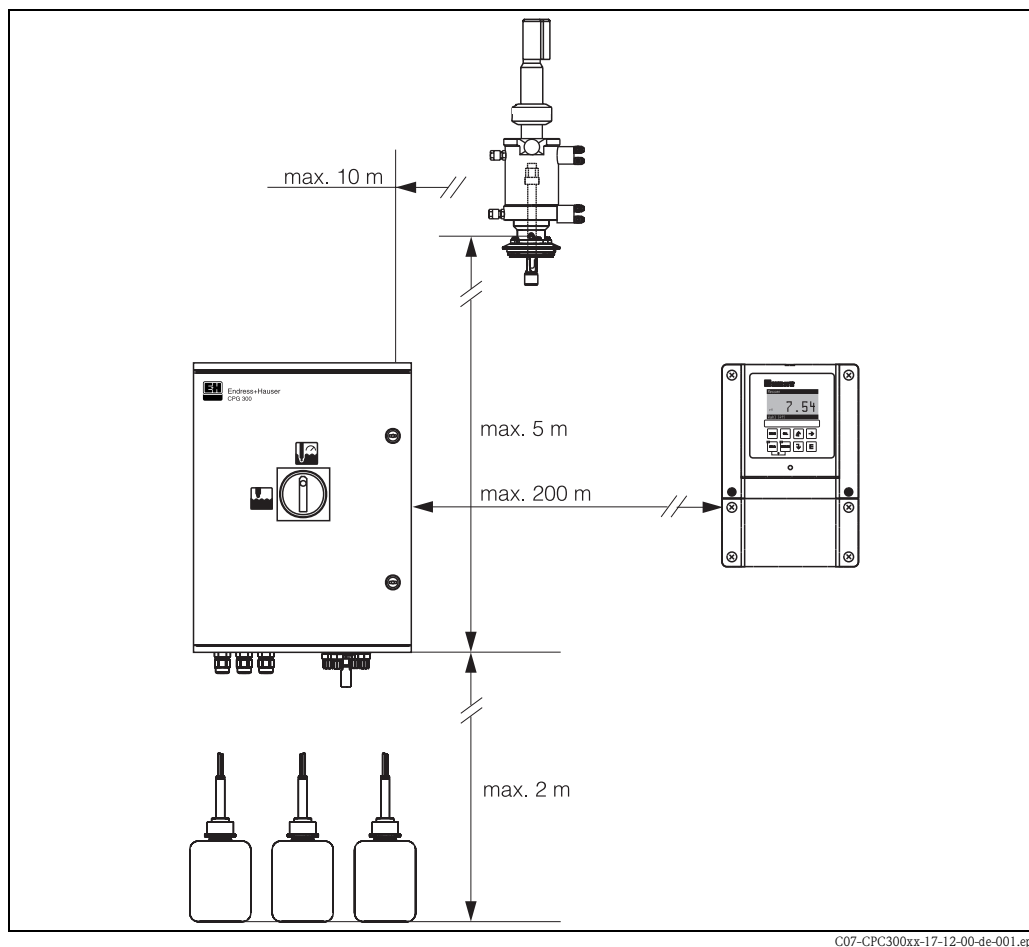 max. 10 m
E+H
Endress+Hauser
CPG 300
max. 5 m
max. 200 m
7.54
E
max. 2 m
C07-CPC300xx-17-12-00-de-001.ep